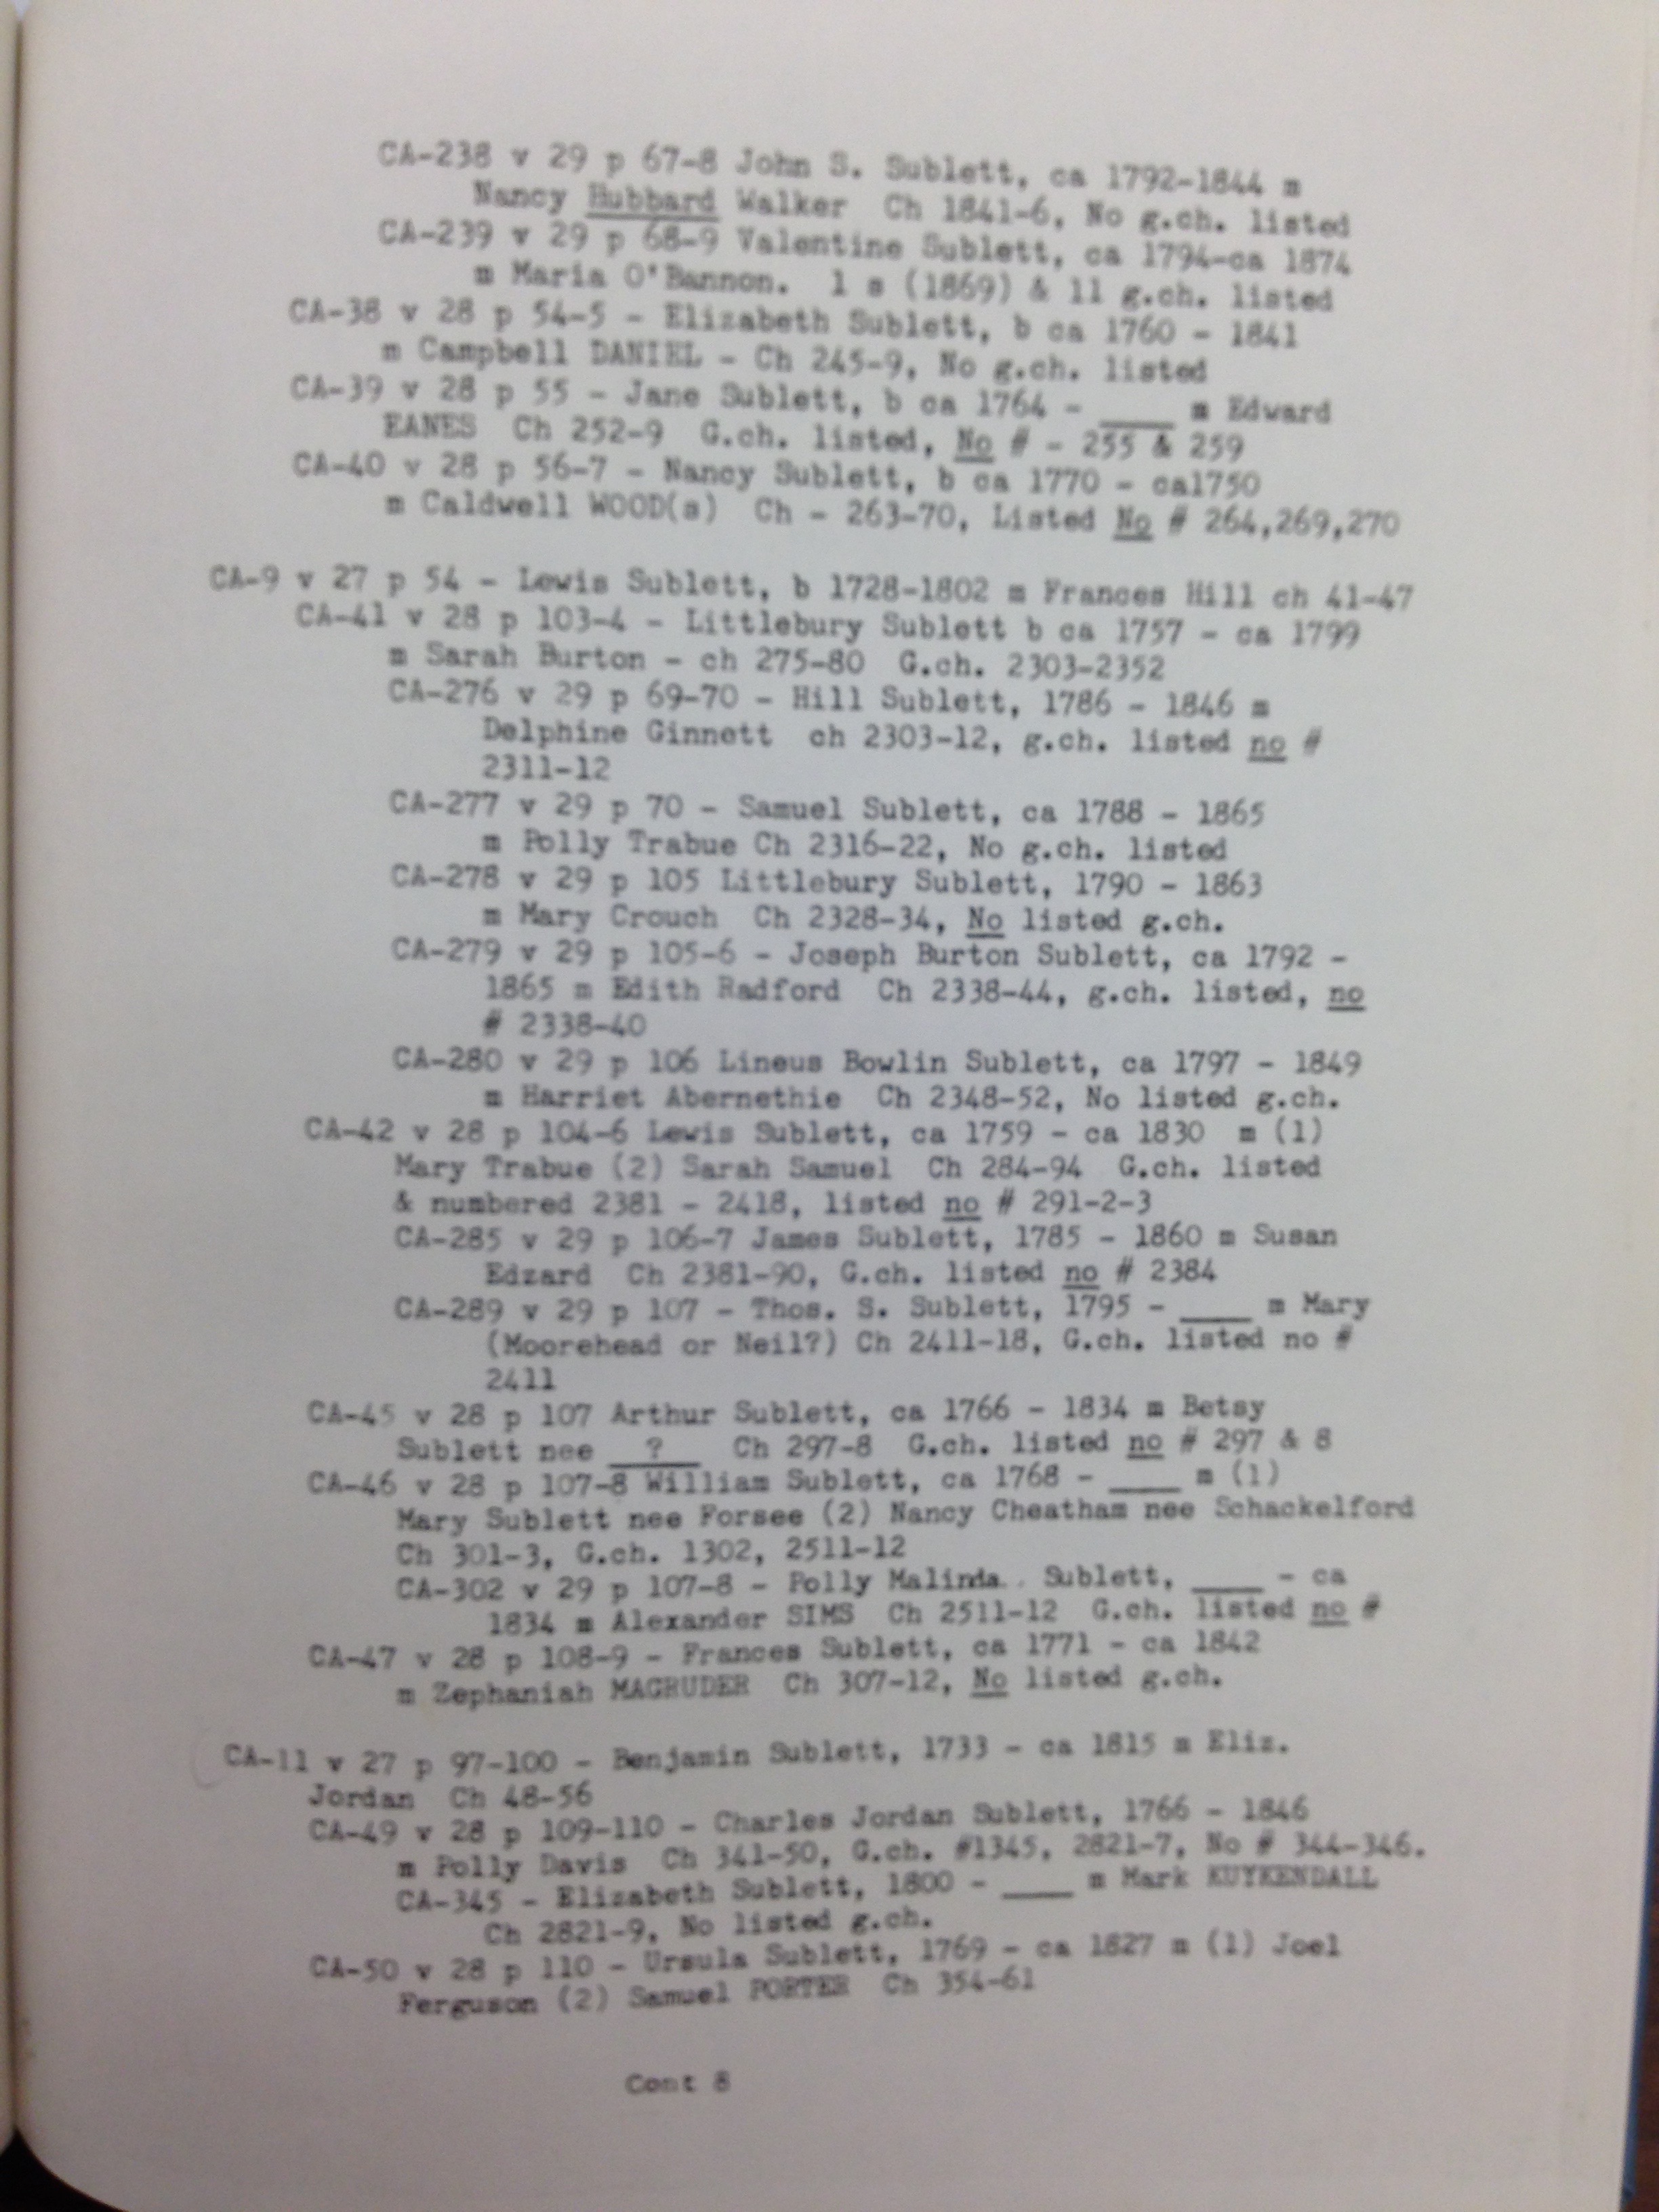 CA-238 v 29 p 67-8 John S. Sublett, ca 1792-1844 m
Nancy Hubbard Walker Ch 1841-6, No g.ch. listed
CA-239 v 29 p 68-9 Valentine Sublett, ca 1794-ca 1874
m Maria O'Bannon. 1 s (1869) & 11 g.ch. listed
CA-38 v 28 p 54-5 - Elizabeth Sublett, b ca 1760 - 1841
m Campbell DANIEL - Ch 245-9, No g.ch. listed
CA-39 v 28 p 55 - Jane Sublett, b ca 1764 - ____ m Edward
EANES Ch 252-9 G.ch. listed, No # - 255 & 259
CA-40 v 28 p 56-7 - Nancy Sublett, b ca 1770 - ca1750
m Caldwell WOOD(s) Ch - 263-70, Listed No # 264,269,270
CA-9 v 27 p 54 - Lewis Sublett, b 1728-1802 m Frances Hill ch 41-47
CA-41 v 28 p 103-4 - Littlebury Sublett b ca 1757 - ca 1799
m Sarah Burton - ch 275-80 G.ch. 2303-2352
CA-276 v 29 p 69-70 - Hill Sublett, 1786 - 1846 m
Delphine Ginnett ch 2303-12, g.ch. listed no #
2311-12
CA-277 v 29 p 70 - Samuel Sublett, ca 1788 - 1865
m Polly Trabue Ch 2316-22, No g.ch. listed
CA-278 v 29 p 105 Littlebury Sublett, 1790 - 1863
m Mary Crouch Ch 2328-34, No listed g.ch.
CA-279 v 29 p 105-6 - Joseph Burton Sublett, ca 1792 -
1865 m Edith Radford Ch 2338-44, g.ch. listed, no
# 2338-40
CA-280 v 29 p 106 Lineus Bowlin Sublett, ca 1797 - 1849
m Harriet Abernethie Ch 2348-52, No listed g.ch.
CA-42 v 28 p 104-6 Lewis Sublett, ca 1759 - ca 1830 m (1)
Mary Trabue (2) Sarah Samuel Ch 284-94 G.ch. listed
& numbered 2381 - 2418, listed no # 291-2-3
CA-285 v 29 p 106-7 James Sublett, 1785 - 1860 m Susan
Edzard Ch 2381-90, G.ch. listed no # 2384
CA-289 v 29 p 107 - Thos. S. Sublett, 1795 - ____ m Mary
(Moorehead or Neil?) Ch 2411-18, G.ch. listed no #
2411
CA-45 v 28 p 107 Arthur Sublett, ca 1766 - 1834 m Betsy
Sublett nee __?__ Ch 297-8 G.ch. listed no # 297 & 8
CA-46 v 28 p 107-8 William Sublett, ca 1768 - ____ m (1)
Mary Sublett nee Forsee (2) Nancy Cheatham nee Schackelford
Ch 301-3, G.ch. 1302, 2511-12
CA-302 v 29 p 107-8 - Polly Malinda. Sublett, ____ - ca
1834 m Alexander SIMS Ch 2511-12 G.ch. listed no #
CA-47 v 28 p 108-9 - Frances Sublett, ca 1771 - ca 1842
m Zephaniah MAGRUDER Ch 307-12, No listed g.ch.
CA-11 v 27 p 97-100 - Benjamin Sublett, 1733 - ca 1815 m Eliz.
Jordan Ch 48-56
CA-49 v 28 p 109-110 - Charles Jordan Sublett, 1766 - 1846
m Polly Davis Ch 341-50, G.ch. #1345, 2821-7, No # 344-346.
CA-345 - Elizabeth Sublett, 1800 - ____ m Mark KUYKENDALL
Ch 2821-9, No listed g.ch.
CA-50 v 28 p 110 - Ursula Sublett, 1769 - ca 1827 m (1) Joel
Ferguson (2) Samuel PORTER Ch 354-61
Cont 8